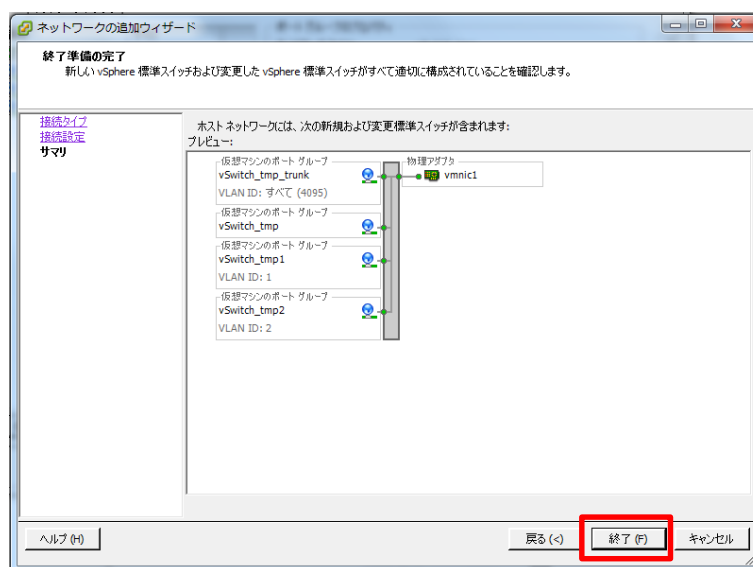 ネットワークの追加ウィザード
終了準備の完了
新しい vSphere 標準スイッチおよび変更した vSphere 標準スイッチがすべて適切に構成されていることを確認します。
接続タイプ
接続設定
サマリ
ホスト ネットワークには、次の新規および変更標準スイッチが含まれます:
プレビュー:
仮想マシンのポート グループ
物理アダプタ
vSwitch_tmp_trunk
vmnic1
VLAN ID: すべて (4095)
仮想マシンのポート グループ
vSwitch_tmp
仮想マシンのポート グループ
vSwitch_tmp1
VLAN ID: 1
仮想マシンのポート グループ
vSwitch_tmp2
VLAN ID: 2
ヘルプ(H)
戻る(<)
終了(F)
キャンセル